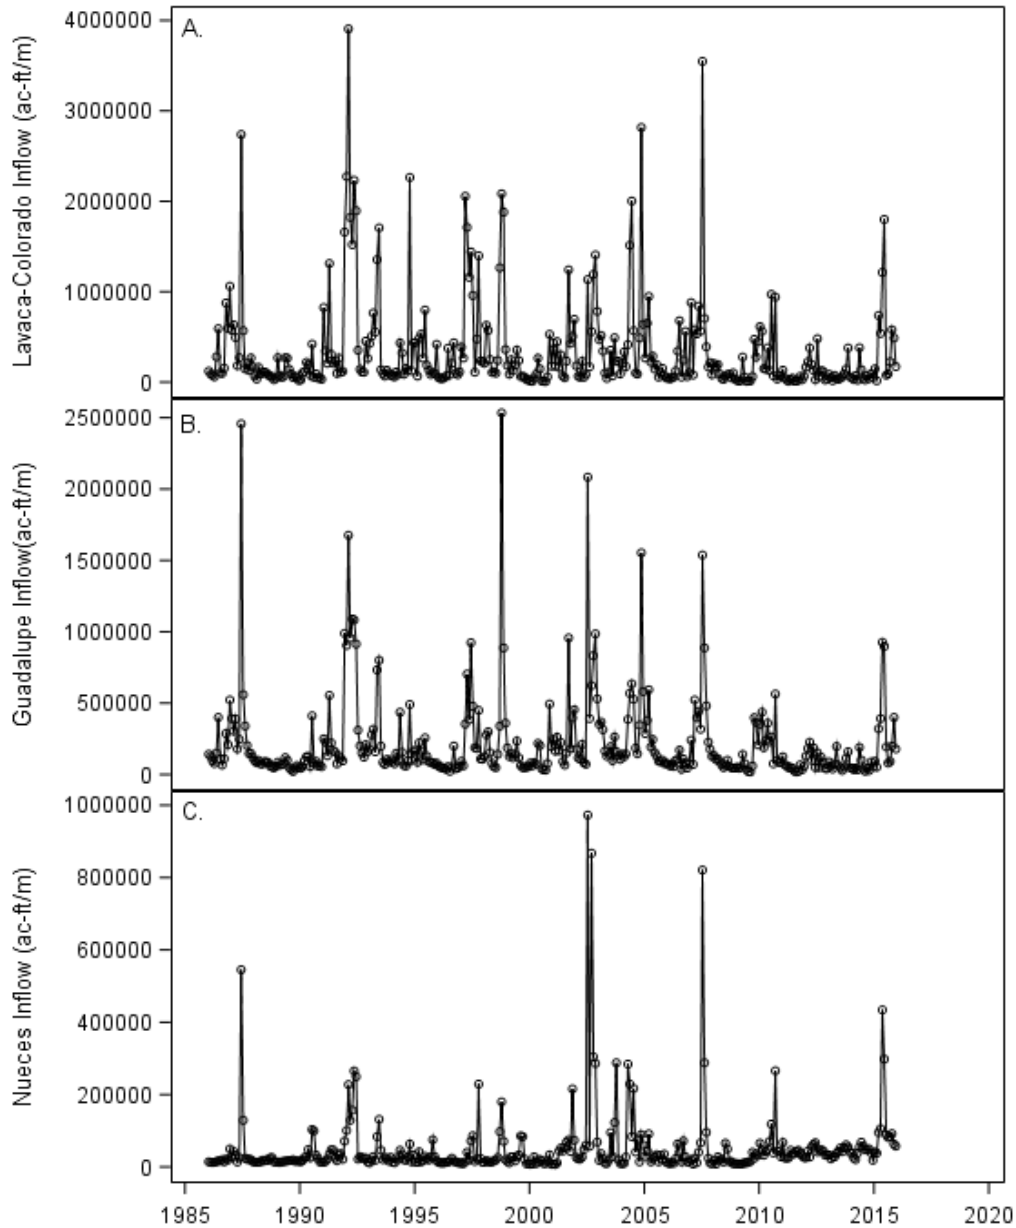 A.
Lavaca-Colorado Inflow (ac-ft/m)
4000000
3000000
2000000
1000000
0
B.
Guadalupe Inflow(ac-ft/m)
2500000
2000000
1500000
1000000
500000
0
C.
Nueces Inflow (ac-ft/m)
1000000
800000
600000
400000
200000
0
1985 1990 1995 2000 2005 2010 2015 2020